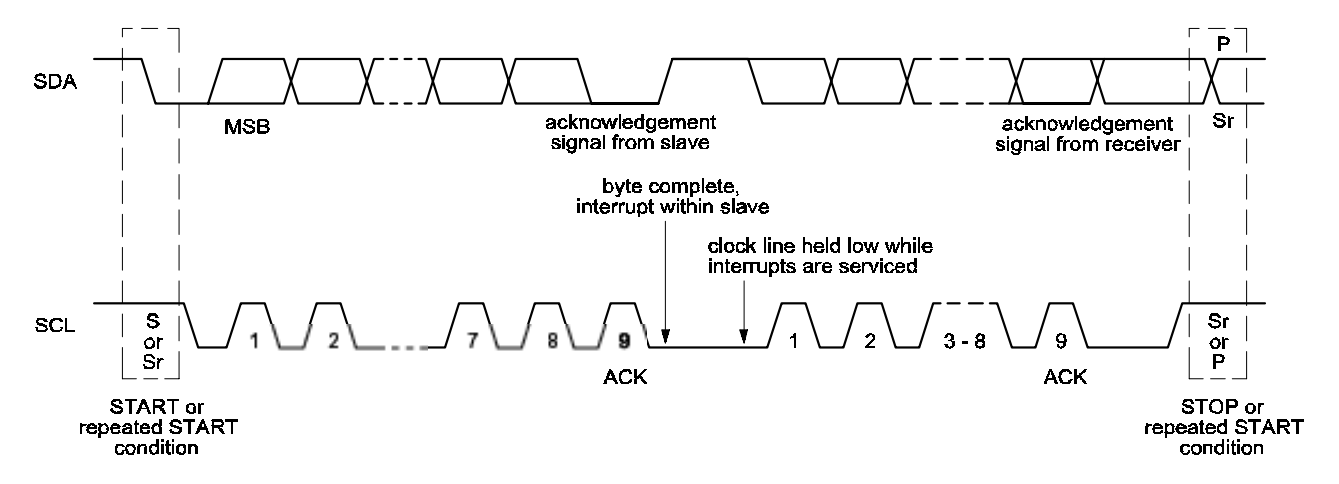 P
SDA
MSB
acknowledgement
signal from slave
acknowledgement
signal from receiver
Sr
byte complete,
interrupt within slave
clock line held low while
interrupts are serviced
SCL
S
or
Sr
1
2
7
8
9
1
2
3 - 8
9
Sr
or
P
ACK
ACK
START or
repeated START
condition
STOP or
repeated START
condition